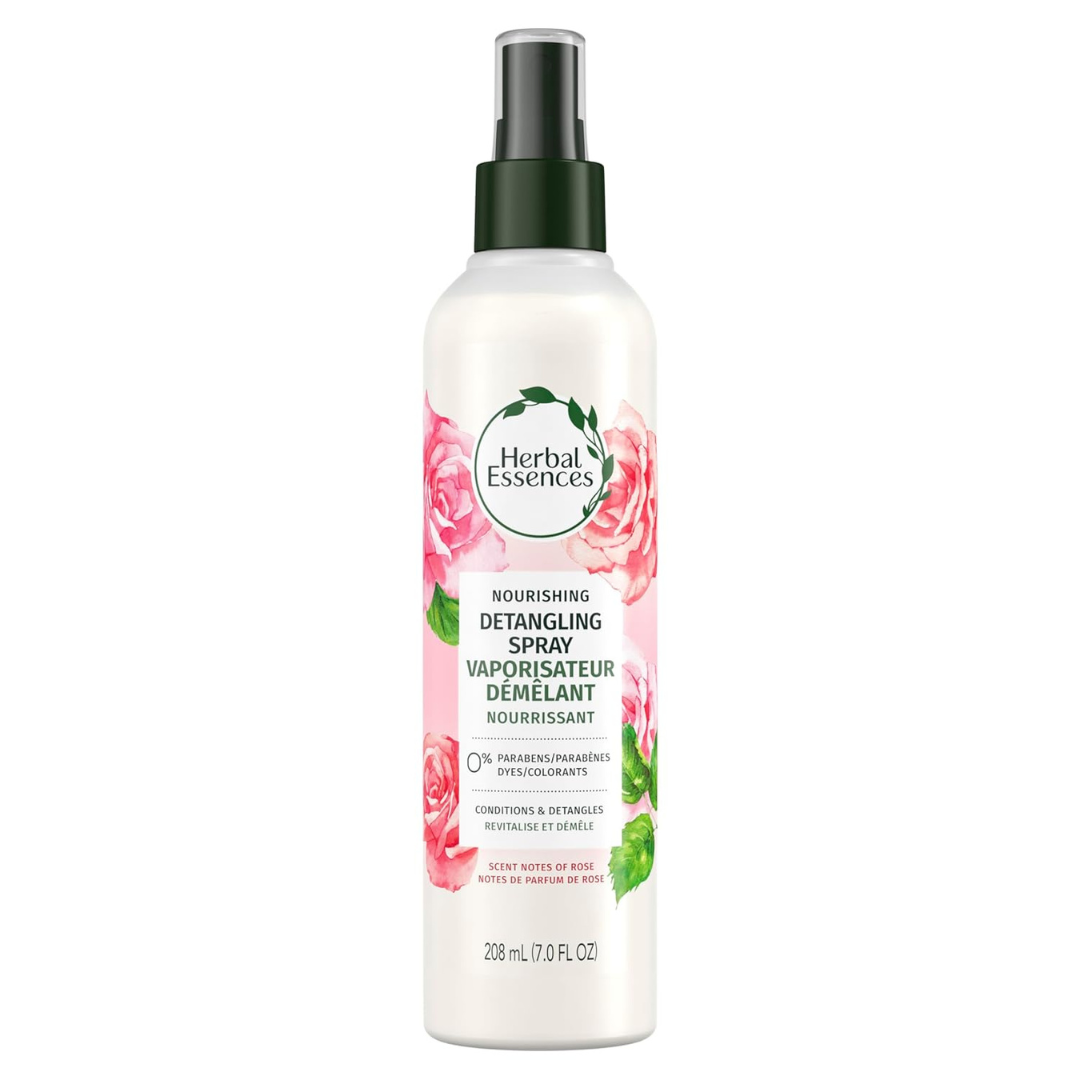 Herbal
Essences
NOURISHING
DETANGLING
SPRAY
VAPORISATEUR
DÉMÊLANT
NOURRISSANT
0% PARABENS/PARABÈNES
DYES/COLORANTS
CONDITIONS & DETANGLES
REVITALISE ET DÉMÊLE
SCENT NOTES OF ROSE
NOTES DE PARFUM DE ROSE
208 mL (7.0 FL OZ)